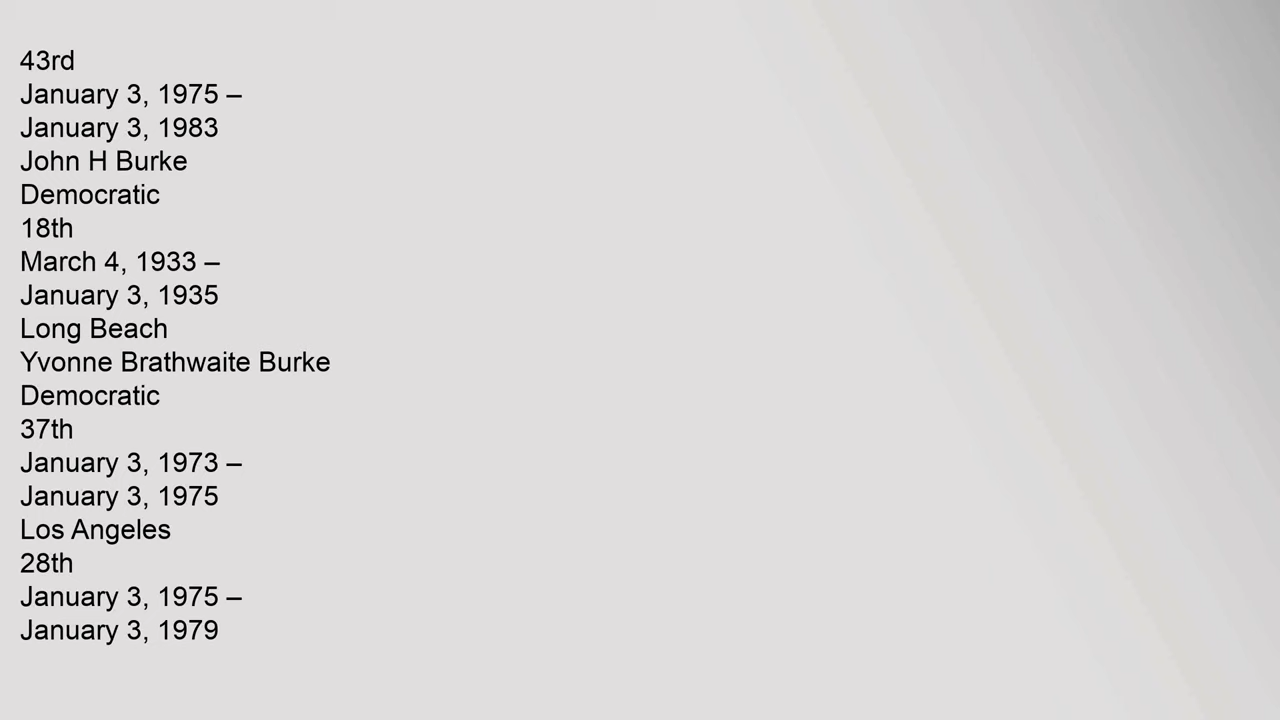 43rd
January 3, 1975 –
January 3, 1983
John H Burke
Democratic
18th
March 4, 1933 –
January 3, 1935
Long Beach
Yvonne Brathwaite Burke
Democratic
37th
January 3, 1973 –
January 3, 1975
Los Angeles
28th
January 3, 1975 –
January 3, 1979